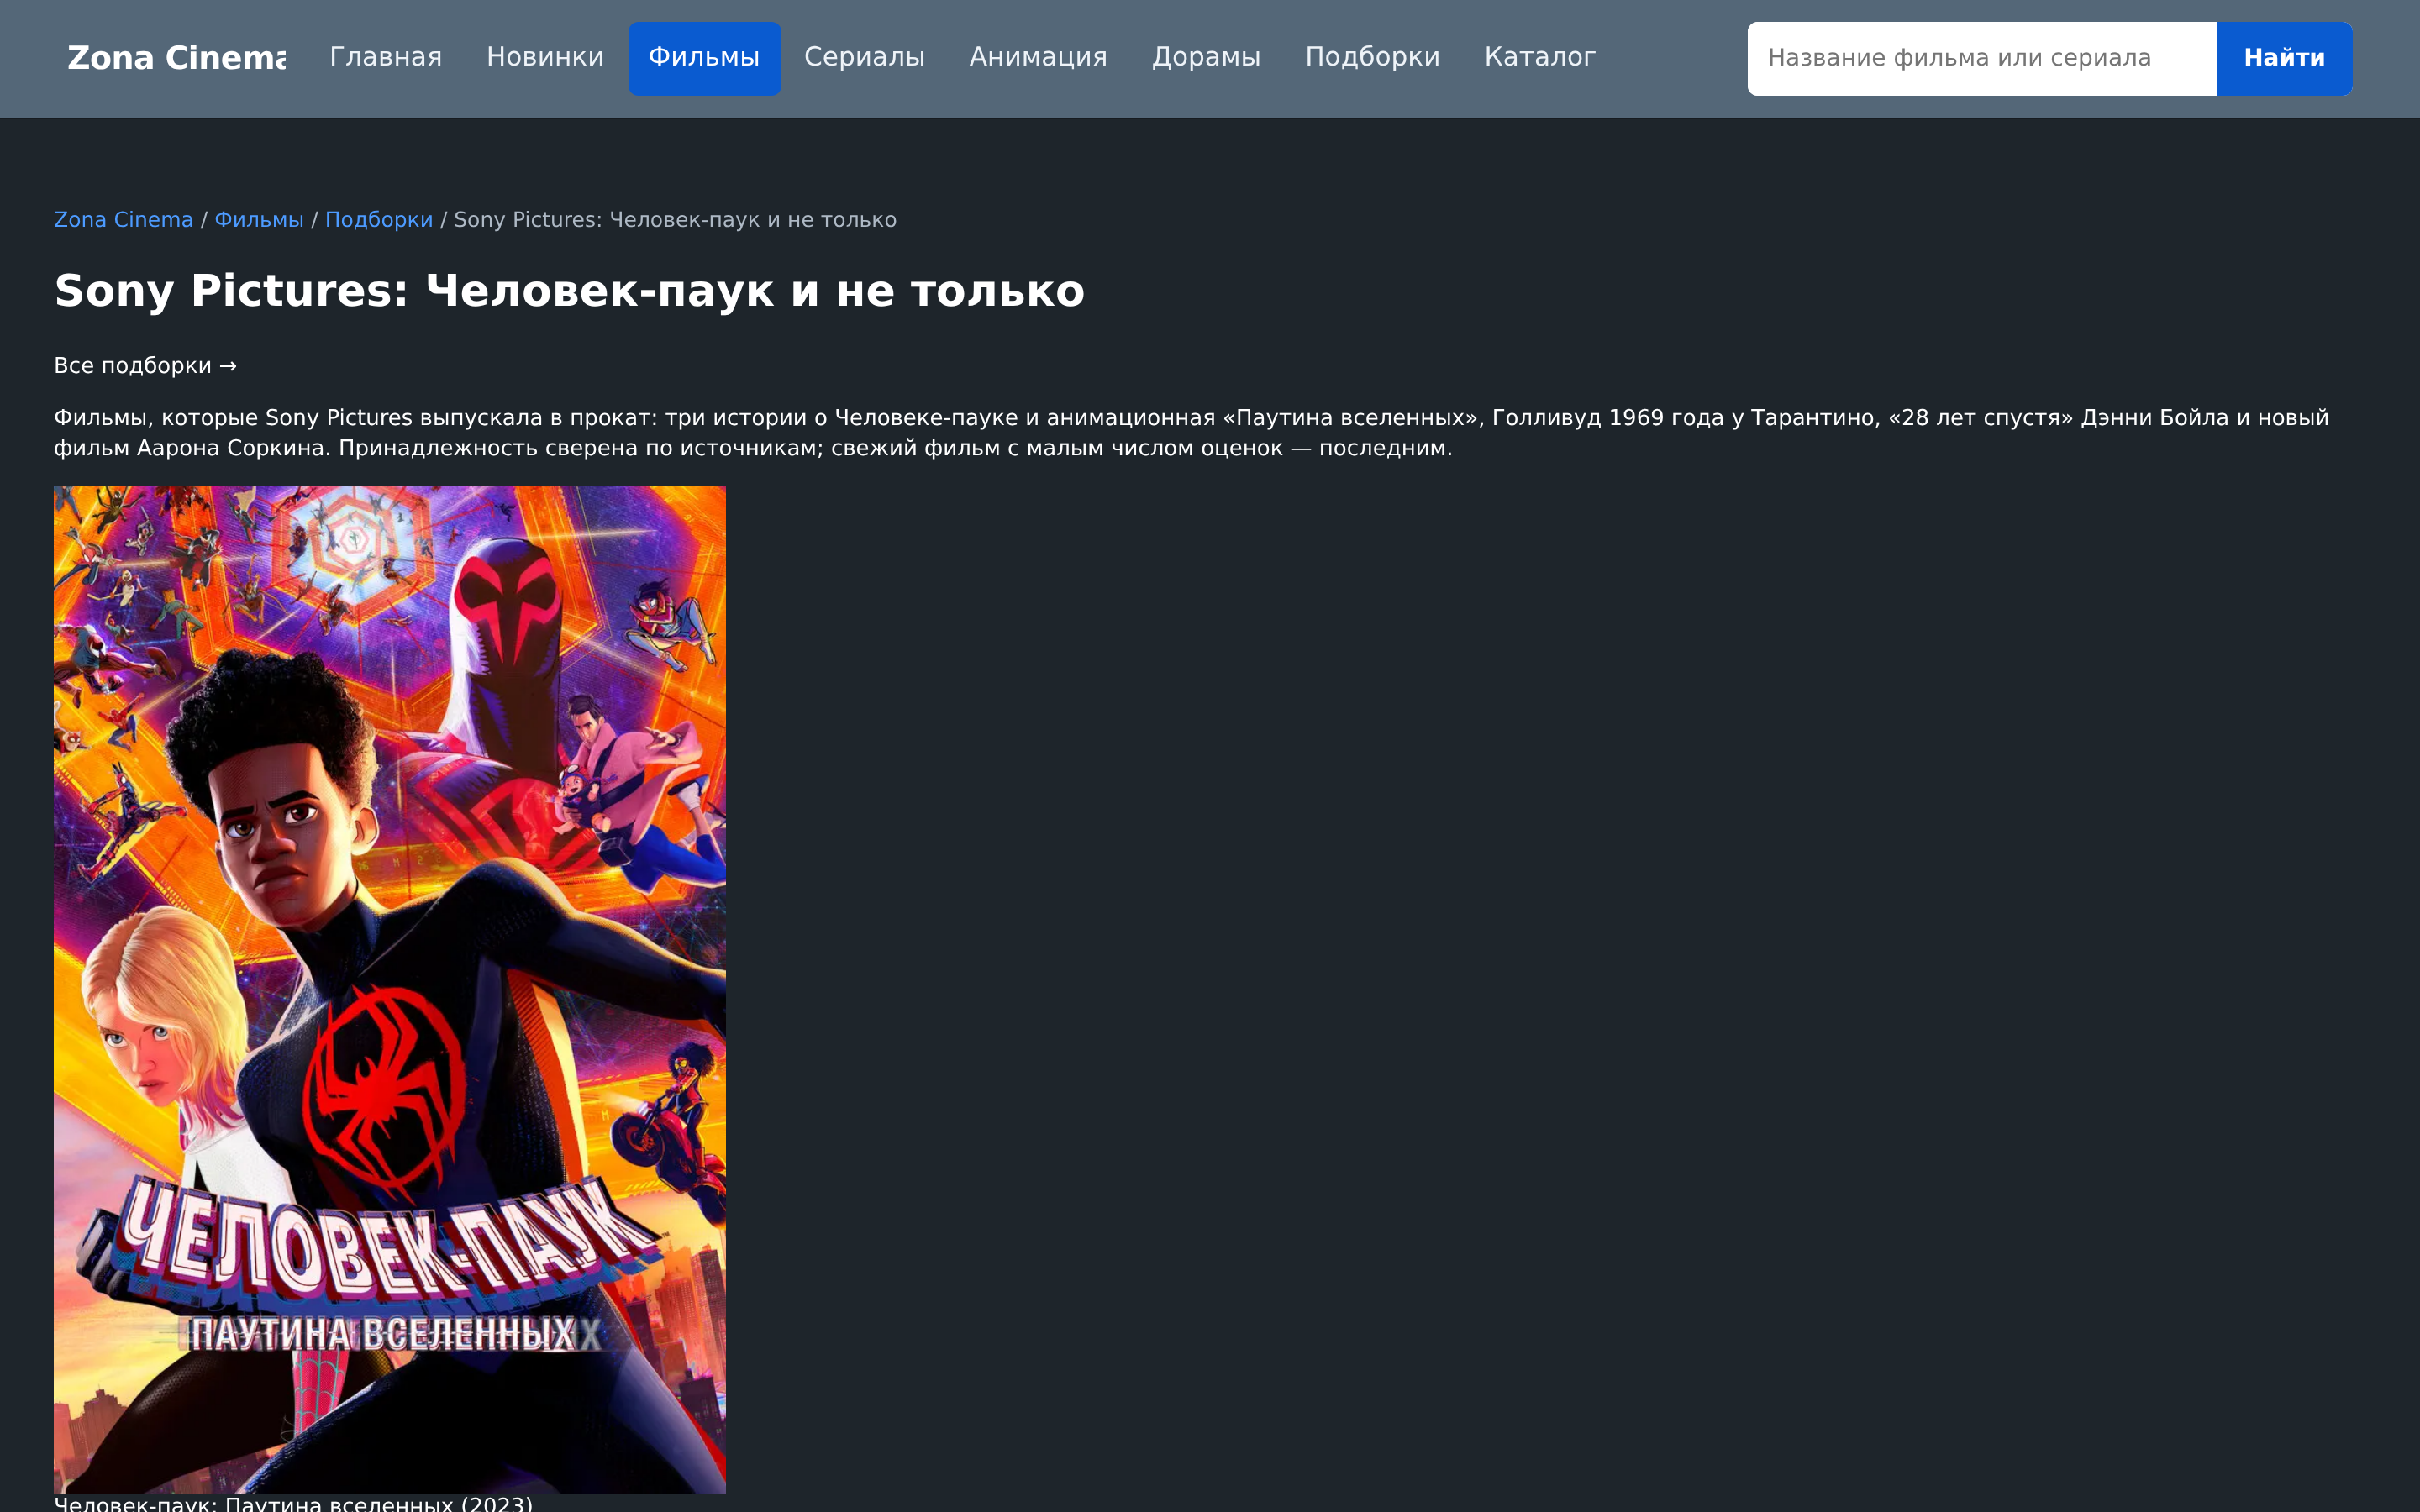 Zona Cinema
Главная Новинки Фильмы Сериалы Анимация Дорамы Подборки Каталог
Название фильма или сериала Найти
Zona Cinema / Фильмы / Подборки / Sony Pictures: Человек-паук и не только
Sony Pictures: Человек-паук и не только
Все подборки →
Фильмы, которые Sony Pictures выпускала в прокат: три истории о Человеке-пауке и анимационная «Паутина вселенных», Голливуд 1969 года у Тарантино, «28 лет спустя» Дэнни Бойла и новый
фильм Аарона Соркина. Принадлежность сверена по источникам; свежий фильм с малым числом оценок — последним.
ЧЕЛОВЕК-ПАУК
ПАУТИНА ВСЕЛЕННЫХ
Человек-паук: Паутина вселенных (2023)